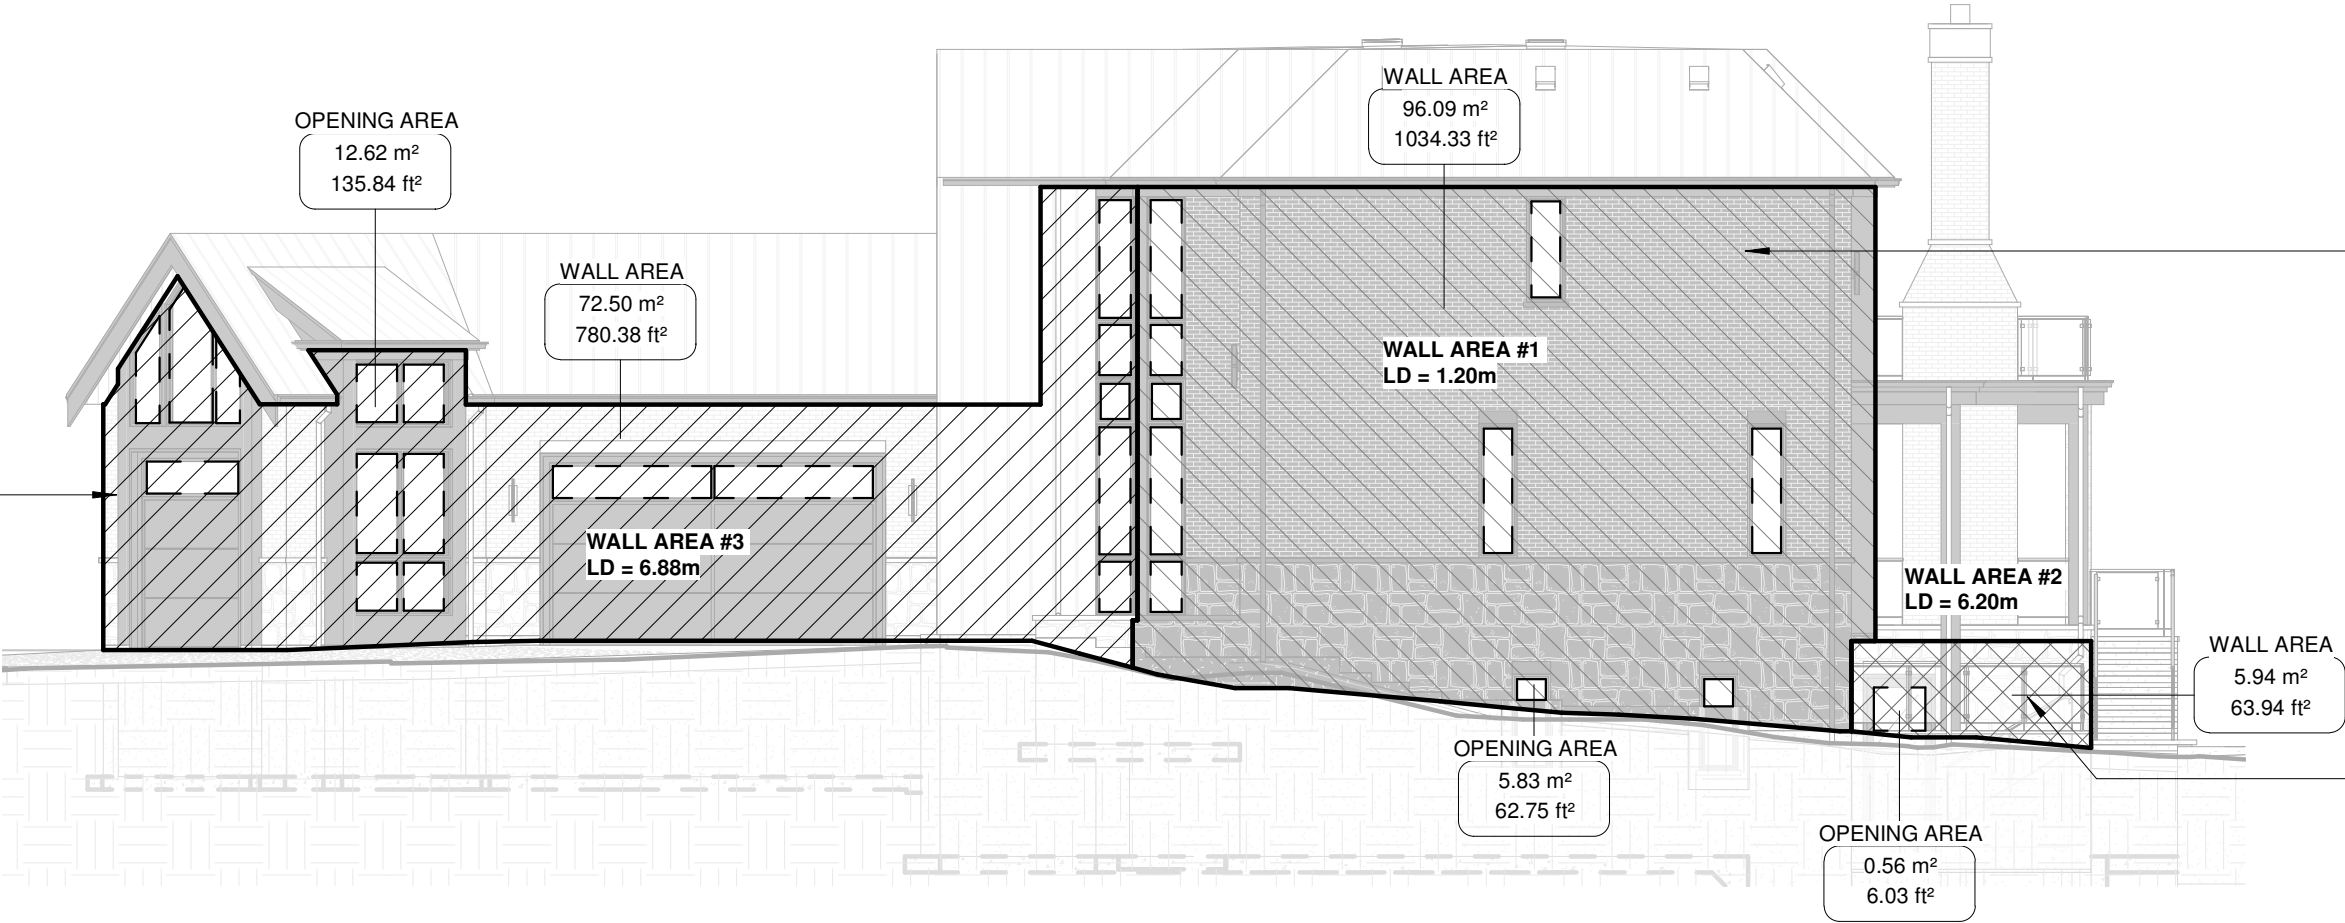 WALL AREA
96.09 m²
1034.33 ft²
OPENING AREA
12.62 m²
135.84 ft²
WALL AREA
72.50 m²
780.38 ft²
WALL AREA #1
LD = 1.20m
WALL AREA #3
LD = 6.88m
WALL AREA #2
LD = 6.20m
WALL AREA
5.94 m²
63.94 ft²
OPENING AREA
5.83 m²
62.75 ft²
OPENING AREA
0.56 m²
6.03 ft²